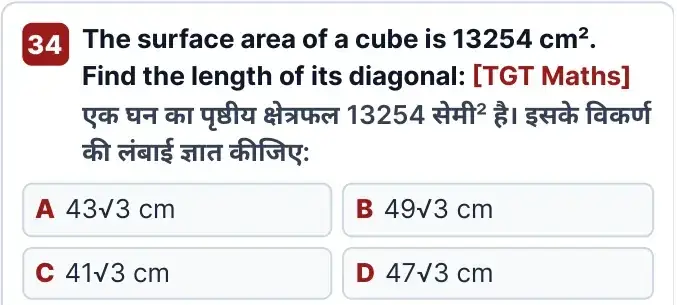 34 The surface area of a cube is 13254 cm².
Find the length of its diagonal: [TGT Maths]
एक घन का पृष्ठीय क्षेत्रफल 13254 सेमी² है। इसके विकर्ण
की लंबाई ज्ञात कीजिए:
A 43√3 cm
B 49√3 cm
C 41√3 cm
D 47√3 cm